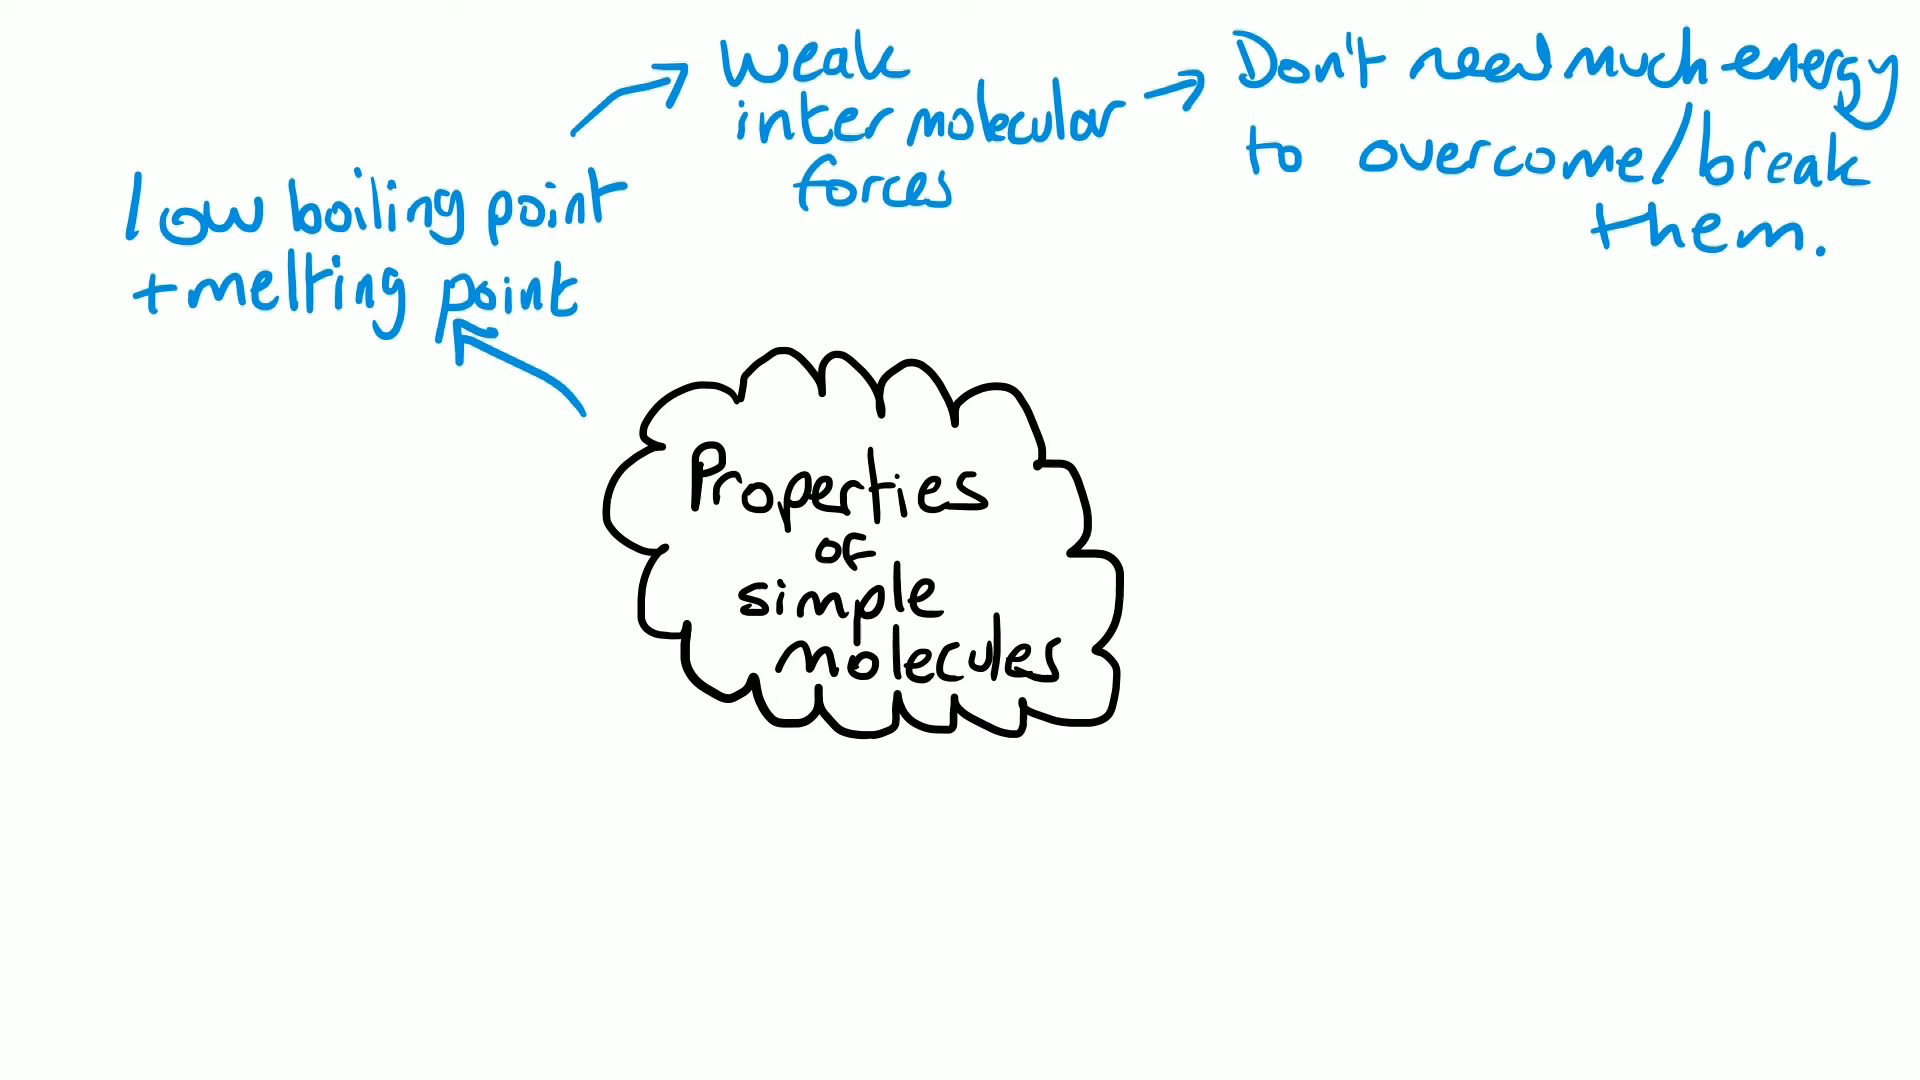 low boiling point
+ melting point
Weak
intermolecular
forces
Don't need much energy
to overcome/break
them.
Properties
of
simple
molecules